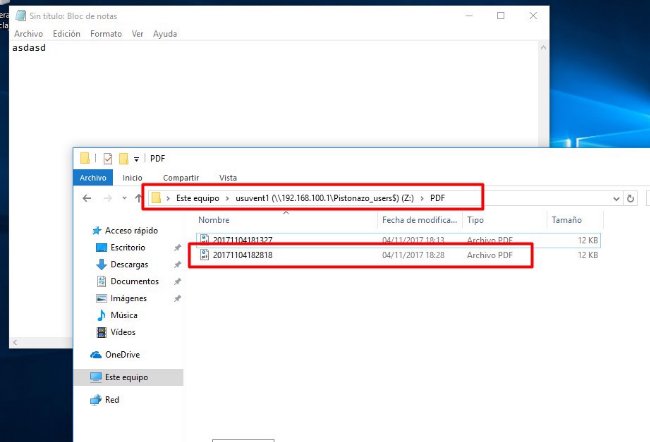 Sin título: Bloc de notas
Archivo Edición Formato Ver Ayuda
asdasd
PDF
Archivo Inicio Compartir Vista
Este equipo > usuvent1 (\\192.168.100.1\Pistonazo_users$) (Z:) > PDF
Nombre Fecha de modifica... Tipo Tamaño
Acceso rápido
20171104181327 04/11/2017 18:13 Archivo PDF 12 KB
Escritorio
20171104182818 04/11/2017 18:28 Archivo PDF 12 KB
Descargas
Documentos
Imágenes
Música
Vídeos
OneDrive
Este equipo
Red